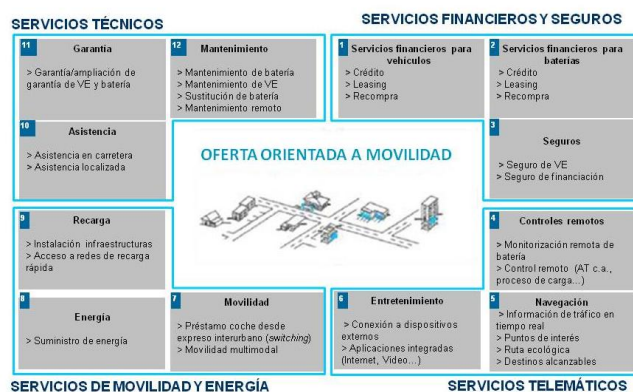 SERVICIOS TÉCNICOS
SERVICIOS FINANCIEROS Y SEGUROS
11
Garantía
> Garantía/ampliación de
garantía de VE y batería
12
Mantenimiento
> Mantenimiento de batería
> Mantenimiento de VE
> Sustitución de batería
> Mantenimiento remoto
1
Servicios financieros para
vehículos
> Crédito
> Leasing
> Recompra
2
Servicios financieros para
baterías
> Crédito
> Leasing
> Recompra
10
Asistencia
> Asistencia en carretera
> Asistencia localizada
OFERTA ORIENTADA A MOVILIDAD
3
Seguros
> Seguro de VE
> Seguro de financiación
9
Recarga
> Instalación infraestructuras
> Acceso a redes de recarga
rápida
4
Controles remotos
> Monitorización remota de
batería
> Control remoto (AT c.a.,
proceso de carga...)
8
Energía
> Suministro de energía
7
Movilidad
> Préstamo coche desde
expreso interurbano (switching)
> Movilidad multimodal
6
Entretenimiento
> Conexión a dispositivos
externos
> Aplicaciones integradas
(Internet, Video...)
5
Navegación
> Información de tráfico en
tiempo real
> Puntos de interés
> Ruta ecológica
> Destinos alcanzables
SERVICIOS DE MOVILIDAD Y ENERGÍA
SERVICIOS TELEMÁTICOS